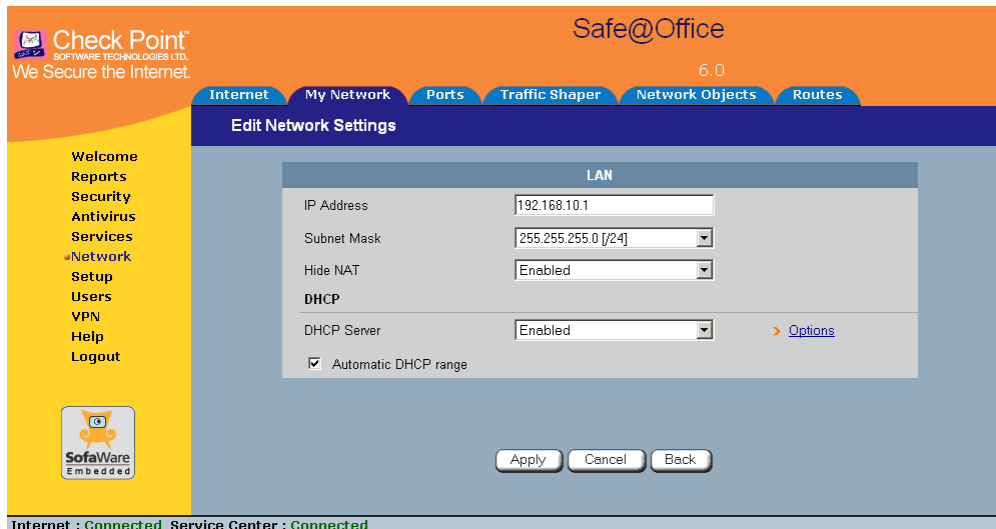 Check Point™
SOFTWARE TECHNOLOGIES LTD.
We Secure the Internet.
Safe@Office
6.0
Internet My Network Ports Traffic Shaper Network Objects Routes
Edit Network Settings
Welcome
Reports
Security
Antivirus
Services
Network
Setup
Users
VPN
Help
Logout
SofaWare
Embedded
LAN
IP Address 192.168.10.1
Subnet Mask 255.255.255.0 [/24]
Hide NAT Enabled
DHCP
DHCP Server Enabled Options
Automatic DHCP range
Apply Cancel Back
Internet : Connected Service Center : Connected